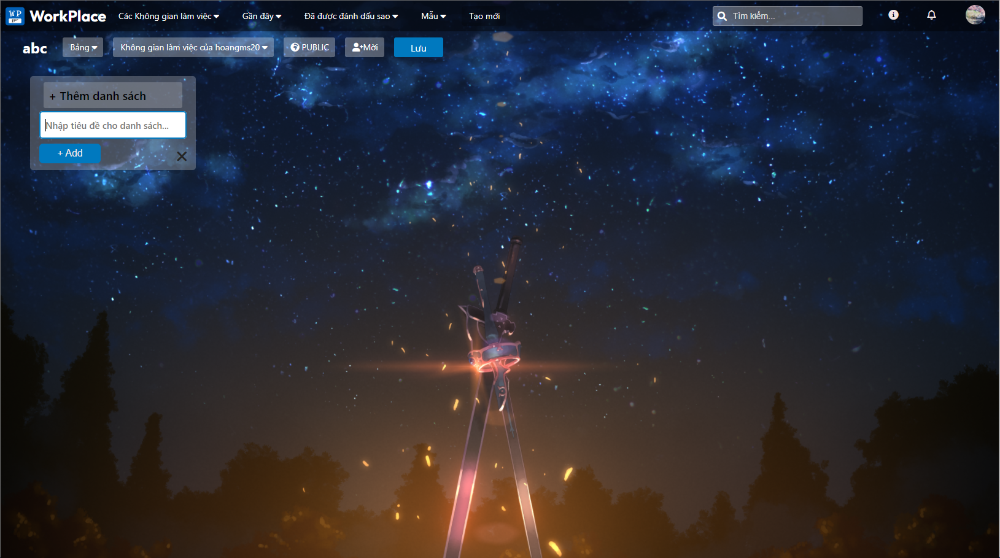 WP WorkPlace Các Không gian làm việc Gần đây Đã được đánh dấu sao Mẫu Tạo mới Tìm kiếm...
abc Bảng Không gian làm việc của hoangms20 PUBLIC Mời Lưu
+ Thêm danh sách
Nhập tiêu đề cho danh sách...
+ Add